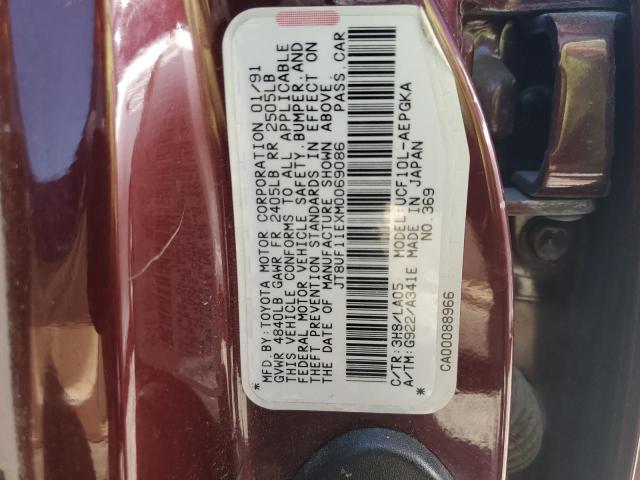 * MFD. BY: TOYOTA MOTOR CORPORATION 01/91
GVWR 4840LB GAWR FR 2405LB RR 2505LB
THIS VEHICLE CONFORMS TO ALL APPLICABLE
FEDERAL MOTOR VEHICLE SAFETY, BUMPER, AND
THEFT PREVENTION STANDARDS IN EFFECT ON
THE DATE OF MANUFACTURE SHOWN ABOVE.
JT8UF11EXM0069086 PASS. CAR
C/TR: 3H8/LA05 MODEL: UCF10L-AEPGKA
A/TM: G922/A341E MADE IN JAPAN
* NO. 369
CA00088966